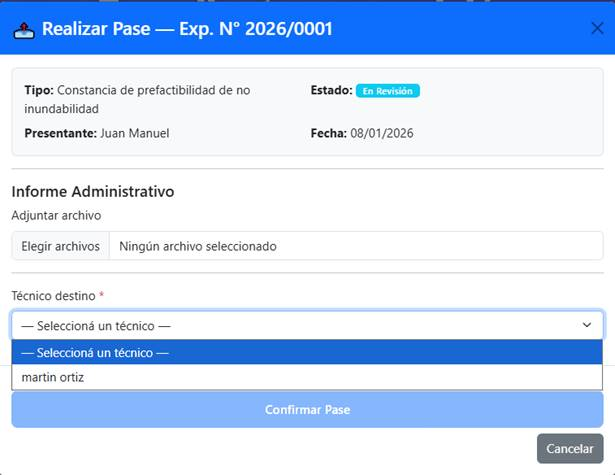 Realizar Pase — Exp. N° 2026/0001
Tipo: Constancia de prefactibilidad de no
inundabilidad
Estado: En Revisión
Presentante: Juan Manuel
Fecha: 08/01/2026
Informe Administrativo
Adjuntar archivo
Elegir archivos Ningún archivo seleccionado
Técnico destino *
— Seleccioná un técnico —
— Seleccioná un técnico —
martin ortiz
Confirmar Pase
Cancelar